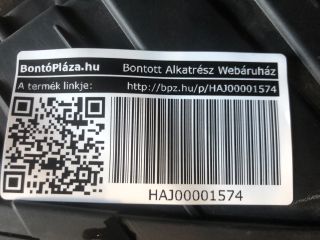 BontóPláza.hu Bontott Alkatrész Webáruház
A termék linkje: http://bpz.hu/p/HAJ00001574
HAJ00001574